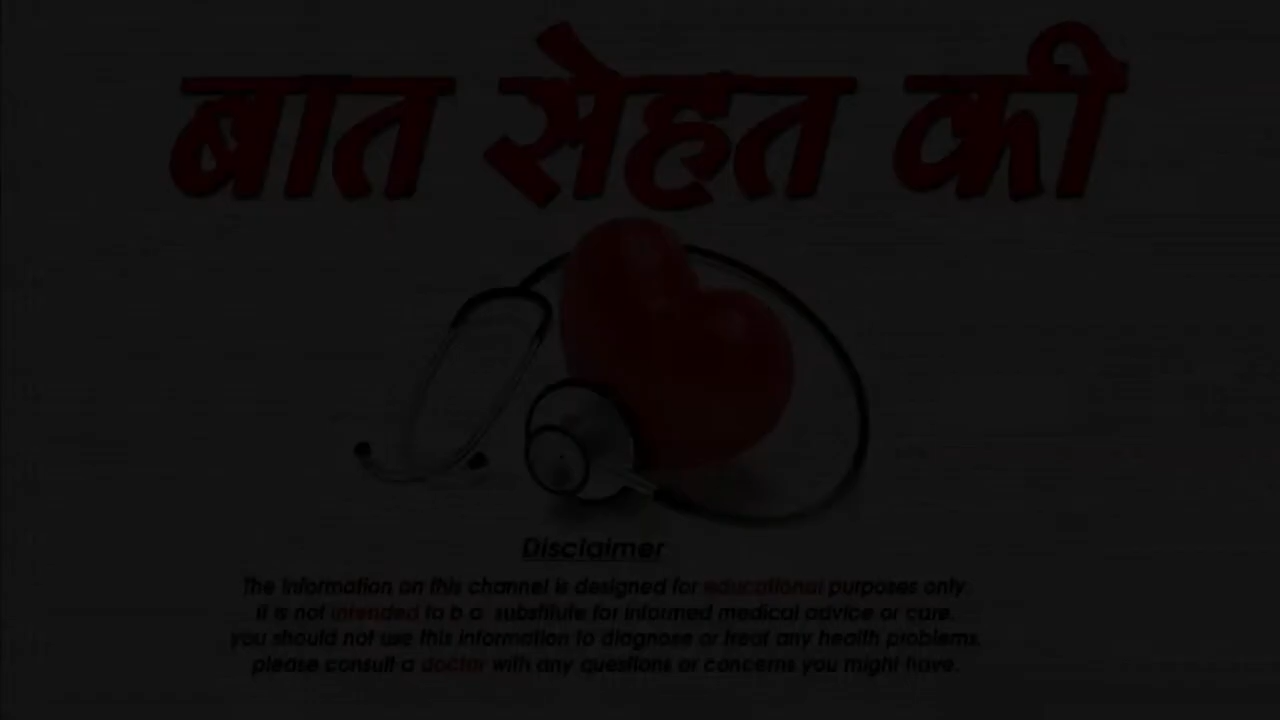 बात सेहत की
Disclaimer
The information on this channel is designed for educational purposes only.
it is not intended to b a substitute for informed medical advice or care.
you should not use this information to diagnose or treat any health problems.
please consult a doctor with any questions or concerns you might have.